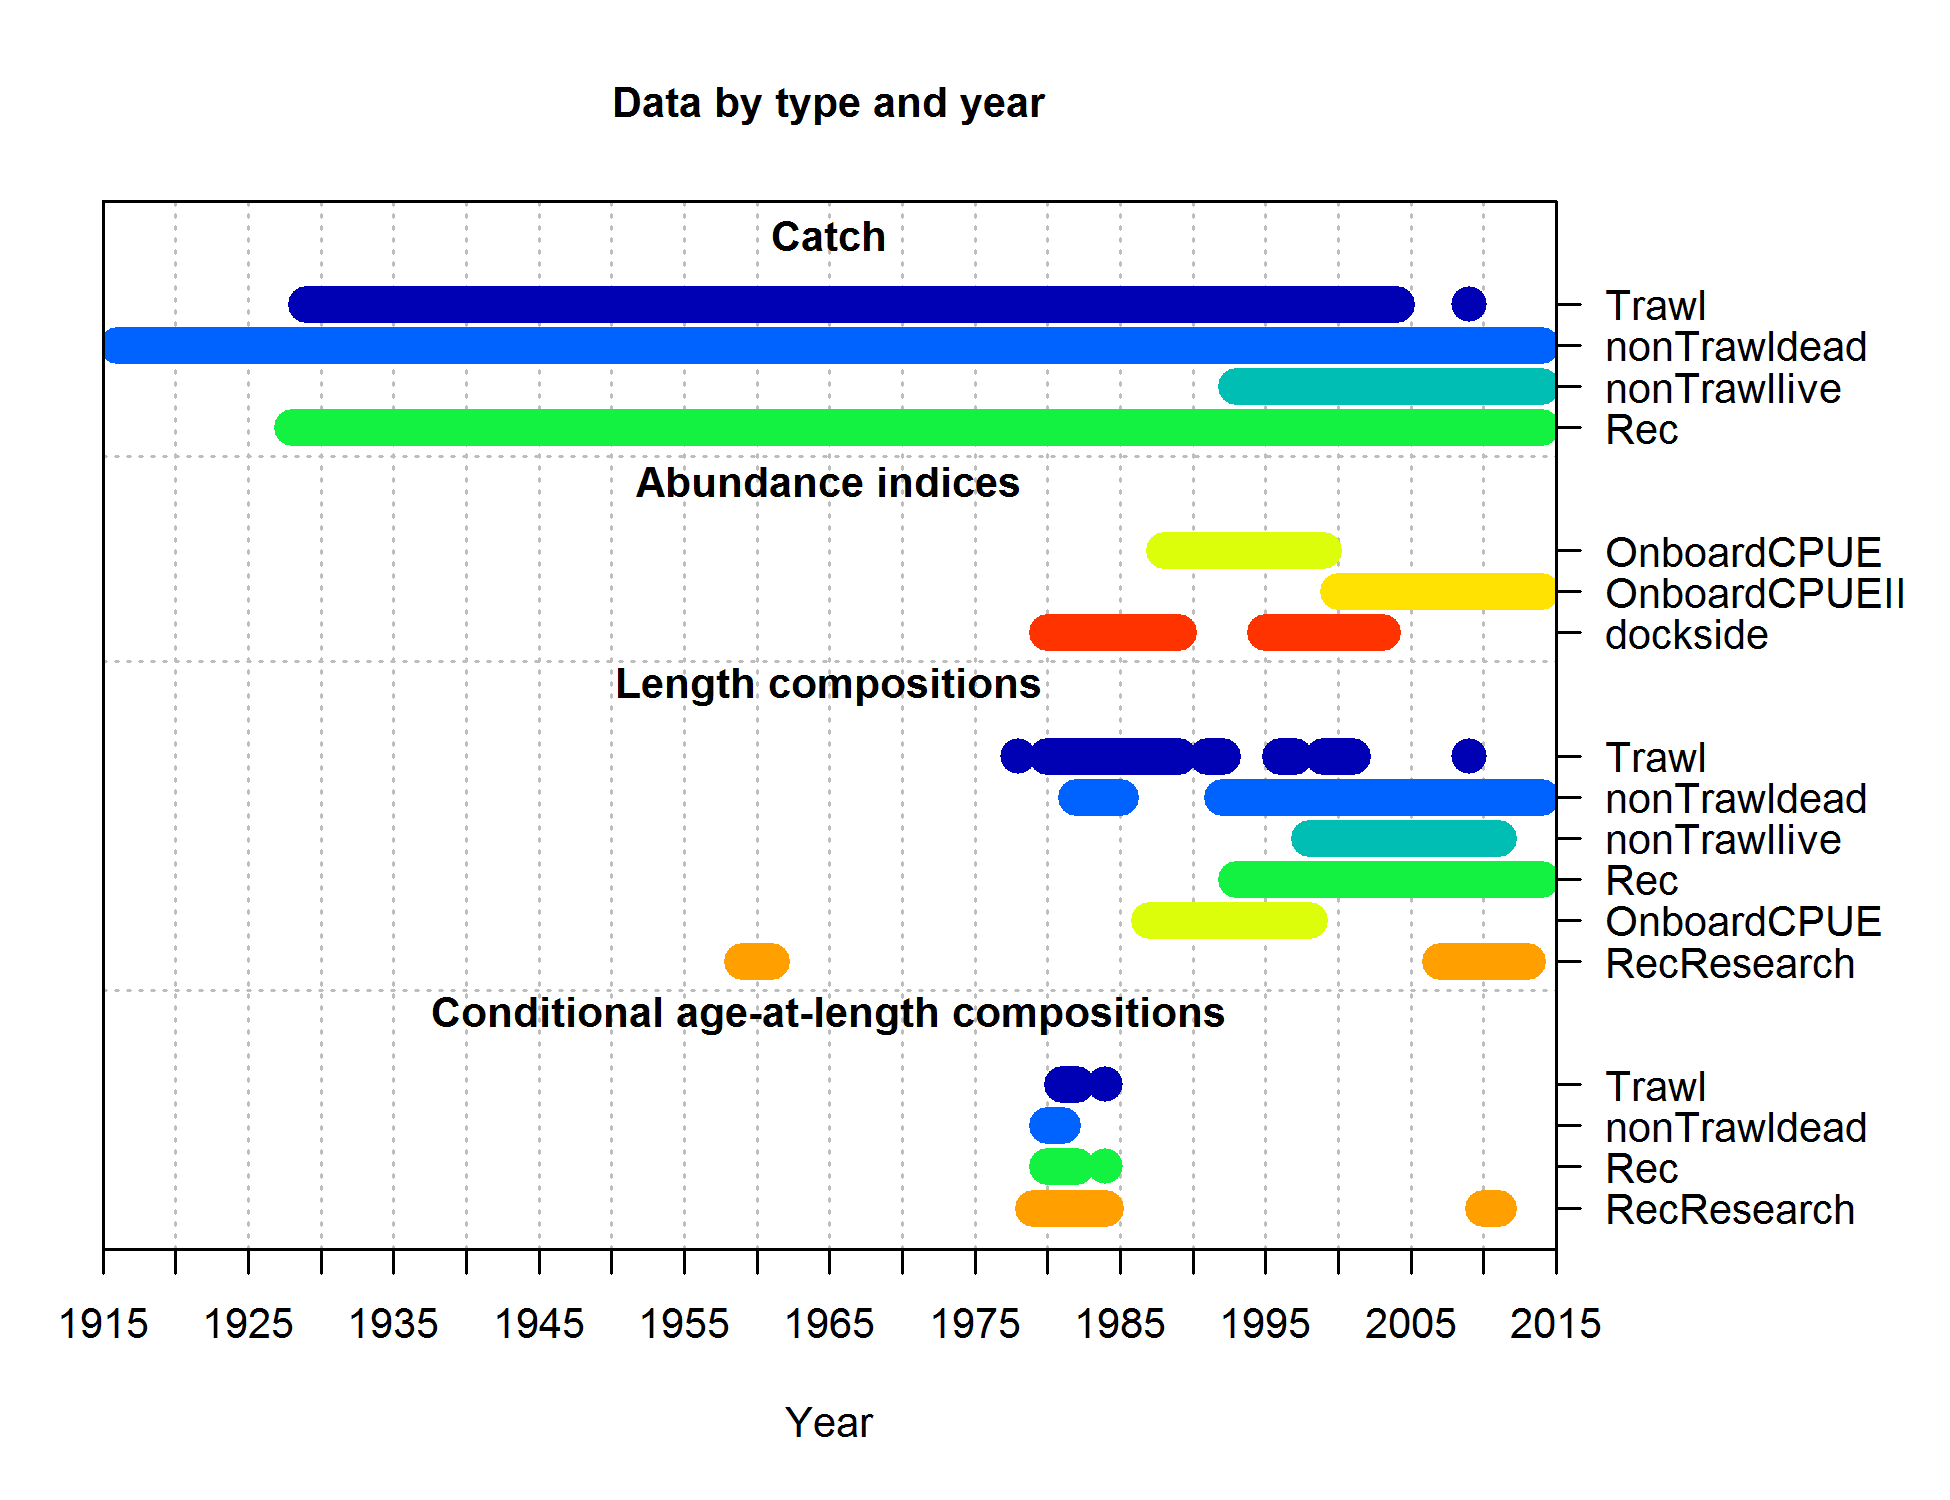 Data by type and year
Catch
Trawl
nonTrawldead
nonTrawllive
Rec
Abundance indices
OnboardCPUE
OnboardCPUEII
dockside
Length compositions
Trawl
nonTrawldead
nonTrawllive
Rec
OnboardCPUE
RecResearch
Conditional age-at-length compositions
Trawl
nonTrawldead
Rec
RecResearch
1915 1925 1935 1945 1955 1965 1975 1985 1995 2005 2015
Year